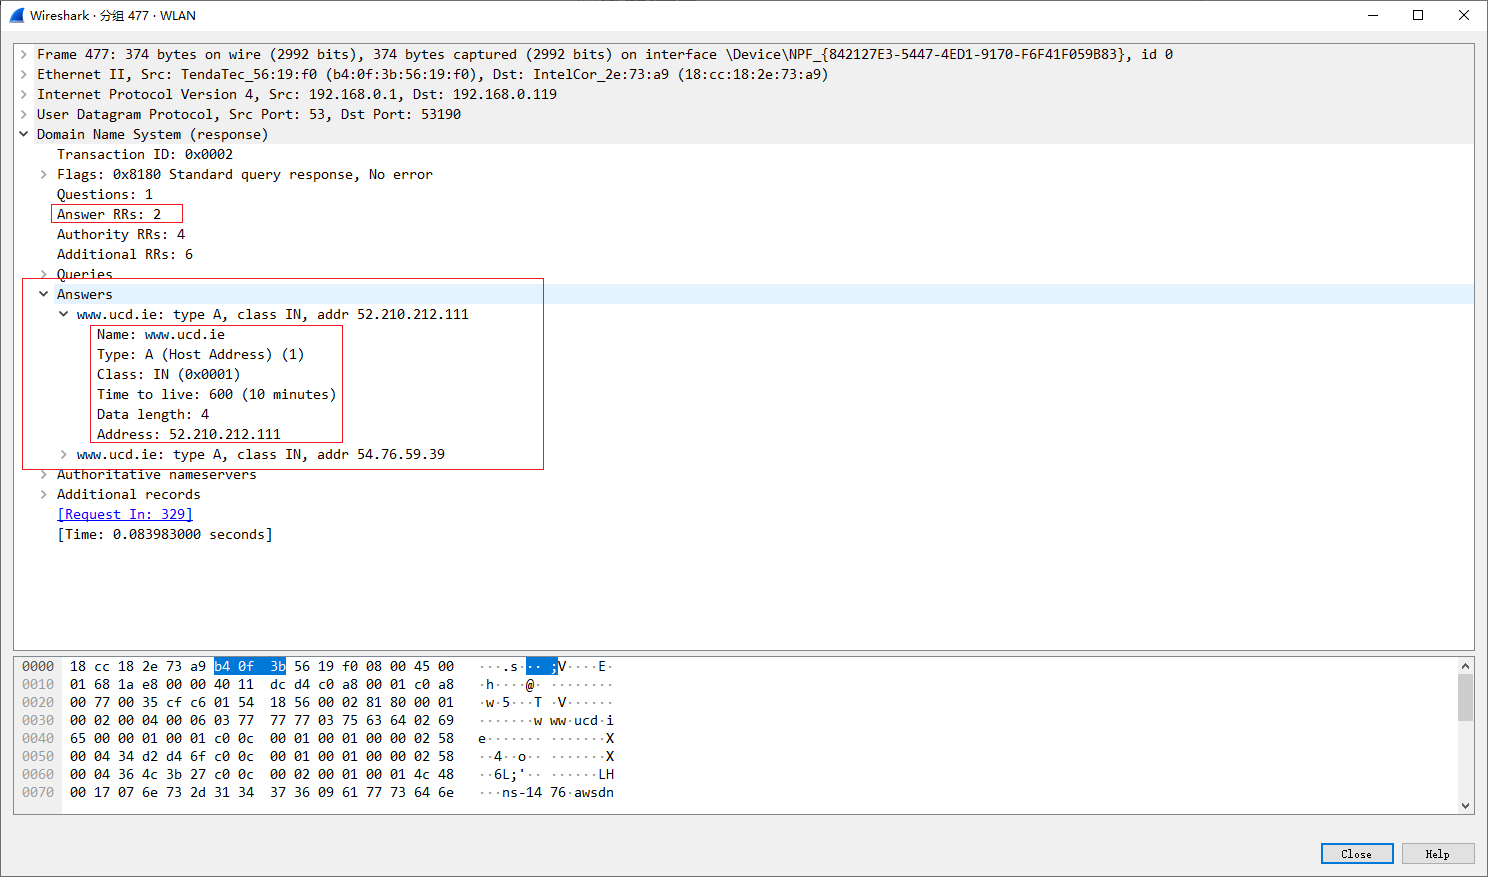 Wireshark · 分组 477 · WLAN
Frame 477: 374 bytes on wire (2992 bits), 374 bytes captured (2992 bits) on interface \Device\NPF_{842127E3-5447-4ED1-9170-F6F41F059B83}, id 0
Ethernet II, Src: TendaTec_56:19:f0 (b4:0f:3b:56:19:f0), Dst: IntelCor_2e:73:a9 (18:cc:18:2e:73:a9)
Internet Protocol Version 4, Src: 192.168.0.1, Dst: 192.168.0.119
User Datagram Protocol, Src Port: 53, Dst Port: 53190
Domain Name System (response)
Transaction ID: 0x0002
Flags: 0x8180 Standard query response, No error
Questions: 1
Answer RRs: 2
Authority RRs: 4
Additional RRs: 6
Queries
Answers
www.ucd.ie: type A, class IN, addr 52.210.212.111
Name: www.ucd.ie
Type: A (Host Address) (1)
Class: IN (0x0001)
Time to live: 600 (10 minutes)
Data length: 4
Address: 52.210.212.111
www.ucd.ie: type A, class IN, addr 54.76.59.39
Authoritative nameservers
Additional records
[Request In: 329]
[Time: 0.083983000 seconds]
0000 18 cc 18 2e 73 a9 b4 0f 3b 56 19 f0 08 00 45 00 ····.s·· ;V····E·
0010 01 68 1a e8 00 00 40 11 dc d4 c0 a8 00 01 c0 a8 ·h····@· ········
0020 00 77 00 35 cf c6 01 54 18 56 00 02 81 80 00 01 ·w·5···T ·V······
0030 00 02 00 04 00 06 03 77 77 77 03 75 63 64 02 69 ·······w ww·ucd·i
0040 65 00 00 01 00 01 c0 0c 00 01 00 01 00 00 02 58 e······· ·······X
0050 00 04 34 d2 d4 6f c0 0c 00 01 00 01 00 00 02 58 ··4··o·· ·······X
0060 00 04 36 4c 3b 27 c0 0c 00 02 00 01 00 01 4c 48 ··6L;'·· ······LH
0070 00 17 07 6e 73 2d 31 34 37 36 09 61 77 73 64 6e ···ns-14 76·awsdn
Close Help